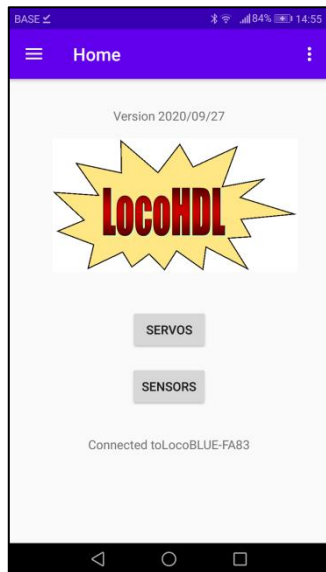 BASE 84% 14:55
Home
Version 2020/09/27
LOCOHDL
SERVOS
SENSORS
Connected toLocoBLUE-FA83